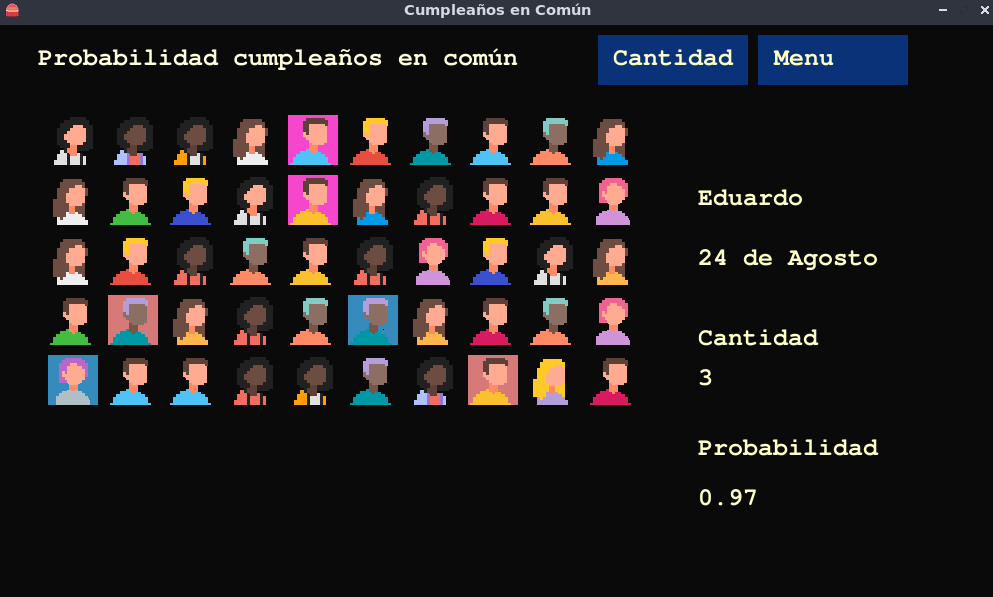 Cumpleaños en Común
Probabilidad cumpleaños en común
Cantidad
Menu
Eduardo
24 de Agosto
Cantidad
3
Probabilidad
0.97